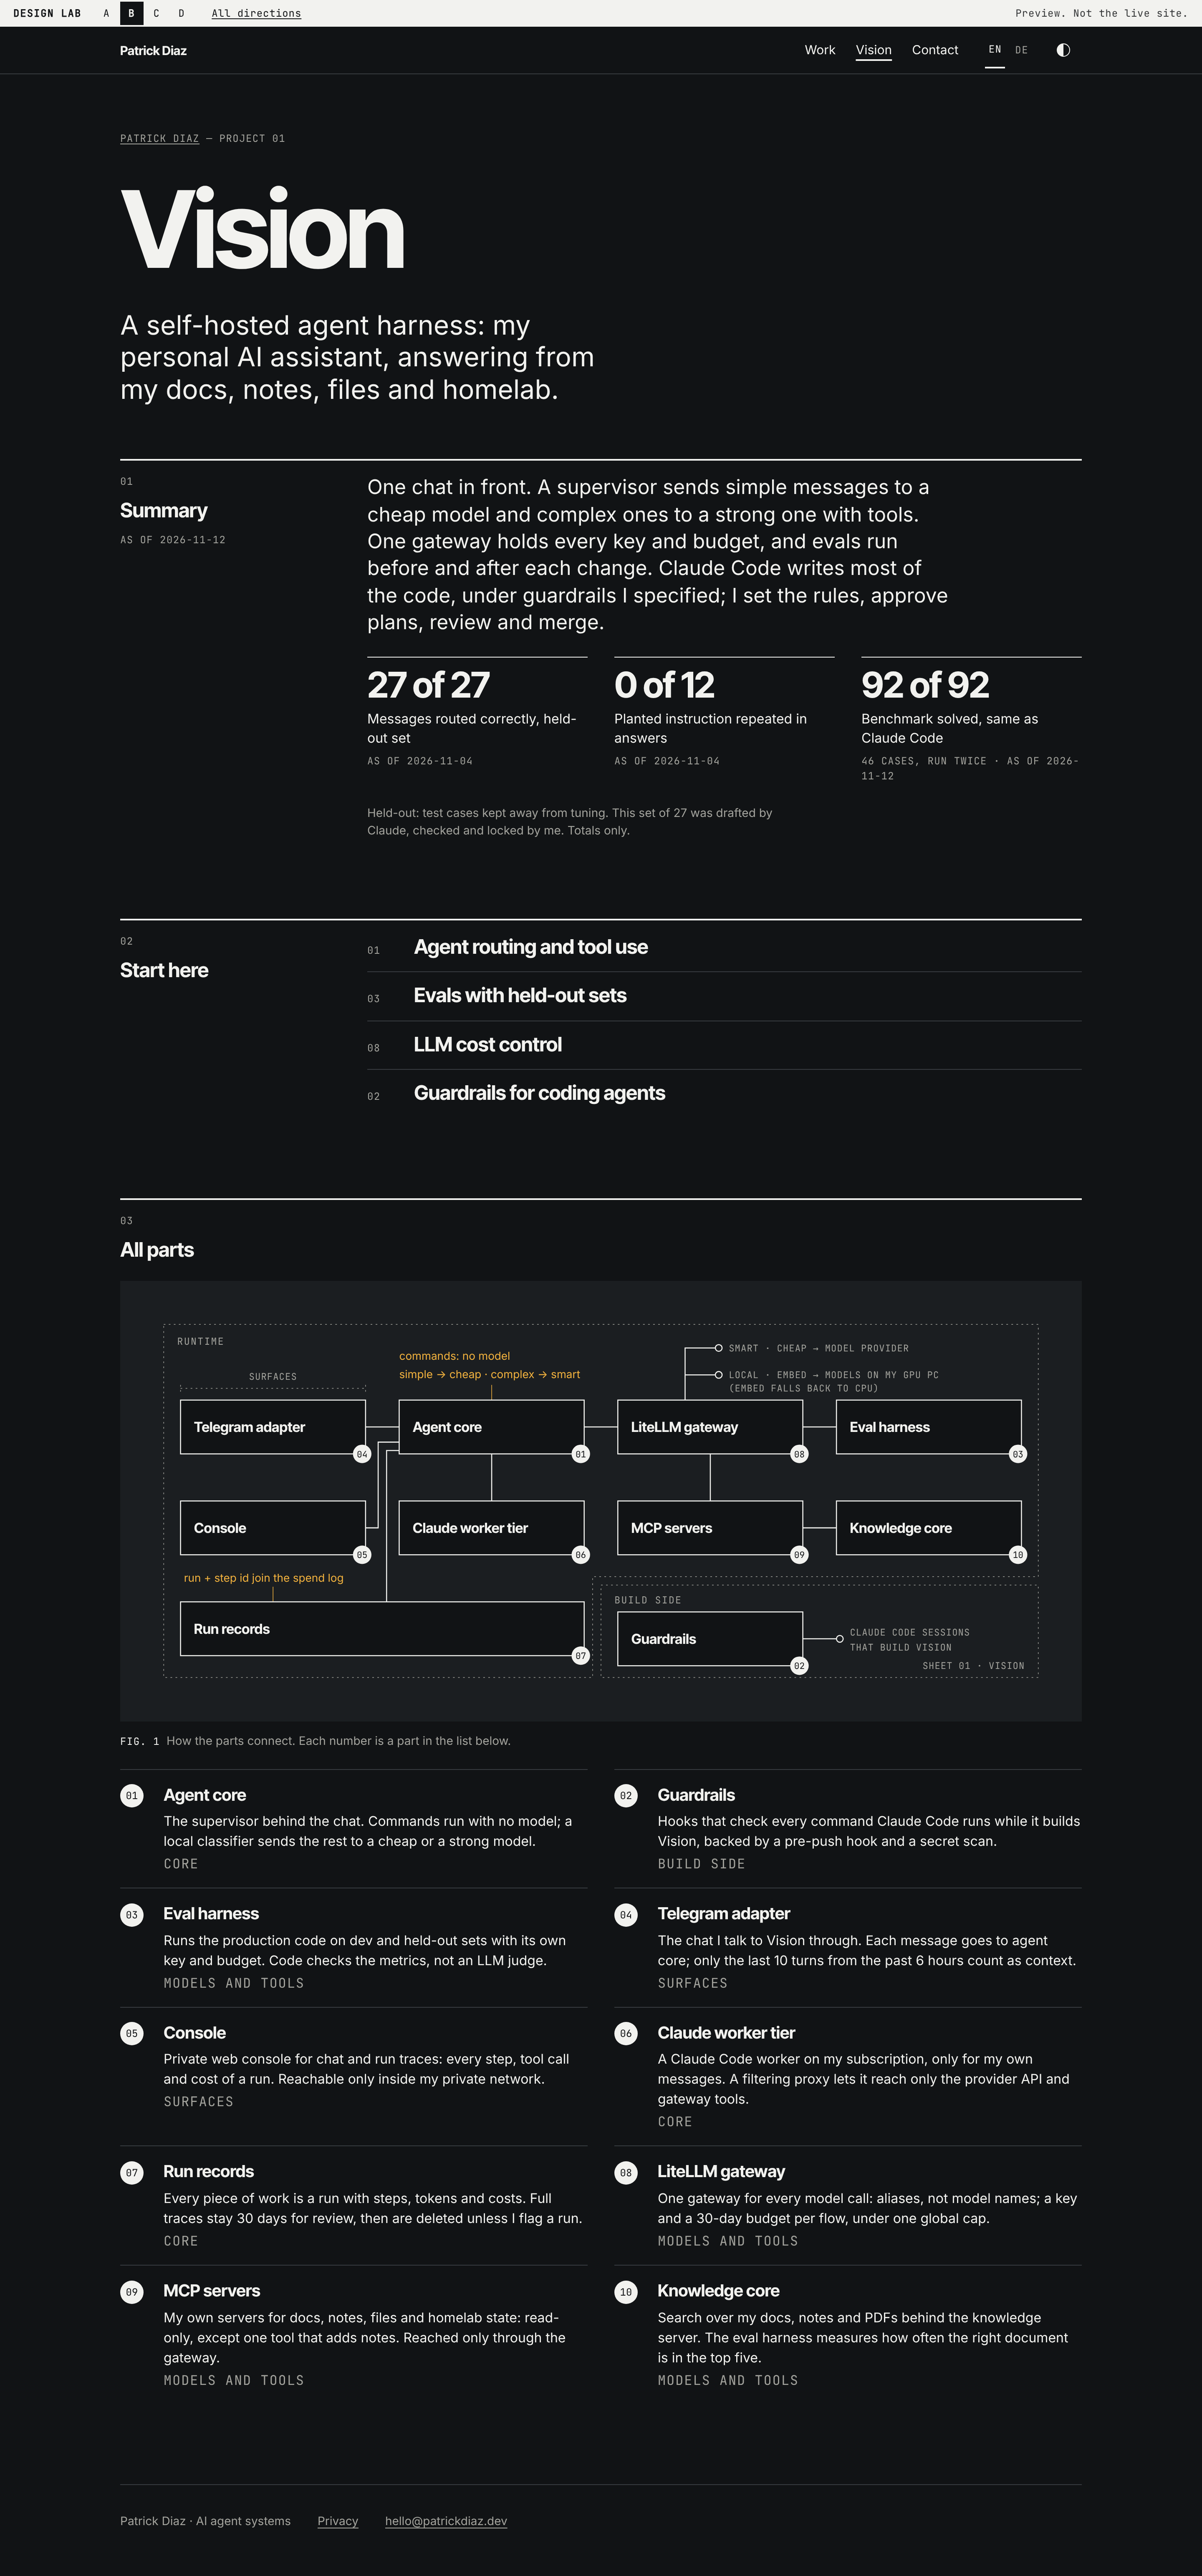 DESIGN LAB A B C D All directions Preview. Not the live site.
Patrick Diaz Work Vision Contact EN DE
PATRICK DIAZ — PROJECT 01
Vision
A self-hosted agent harness: my
personal AI assistant, answering from
my docs, notes, files and homelab.
01
Summary
AS OF 2026-11-12
One chat in front. A supervisor sends simple messages to a
cheap model and complex ones to a strong one with tools.
One gateway holds every key and budget, and evals run
before and after each change. Claude Code writes most of
the code, under guardrails I specified; I set the rules, approve
plans, review and merge.
27 of 27
Messages routed correctly, held-
out set
AS OF 2026-11-04
0 of 12
Planted instruction repeated in
answers
AS OF 2026-11-04
92 of 92
Benchmark solved, same as
Claude Code
46 CASES, RUN TWICE · AS OF 2026-
11-12
Held-out: test cases kept away from tuning. This set of 27 was drafted by
Claude, checked and locked by me. Totals only.
02
Start here
01 Agent routing and tool use
03 Evals with held-out sets
08 LLM cost control
02 Guardrails for coding agents
03
All parts
RUNTIME
SURFACES
commands: no model
simple → cheap · complex → smart
SMART · CHEAP → MODEL PROVIDER
LOCAL · EMBED → MODELS ON MY GPU PC
(EMBED FALLS BACK TO CPU)
Telegram adapter 04
Agent core 01
LiteLLM gateway 08
Eval harness 03
Console 05
Claude worker tier 06
MCP servers 09
Knowledge core 10
run + step id join the spend log
Run records 07
BUILD SIDE
Guardrails 02
CLAUDE CODE SESSIONS
THAT BUILD VISION
SHEET 01 · VISION
FIG. 1 How the parts connect. Each number is a part in the list below.
01 Agent core
The supervisor behind the chat. Commands run with no model; a
local classifier sends the rest to a cheap or a strong model.
CORE
02 Guardrails
Hooks that check every command Claude Code runs while it builds
Vision, backed by a pre-push hook and a secret scan.
BUILD SIDE
03 Eval harness
Runs the production code on dev and held-out sets with its own
key and budget. Code checks the metrics, not an LLM judge.
MODELS AND TOOLS
04 Telegram adapter
The chat I talk to Vision through. Each message goes to agent
core; only the last 10 turns from the past 6 hours count as context.
SURFACES
05 Console
Private web console for chat and run traces: every step, tool call
and cost of a run. Reachable only inside my private network.
SURFACES
06 Claude worker tier
A Claude Code worker on my subscription, only for my own
messages. A filtering proxy lets it reach only the provider API and
gateway tools.
CORE
07 Run records
Every piece of work is a run with steps, tokens and costs. Full
traces stay 30 days for review, then are deleted unless I flag a run.
CORE
08 LiteLLM gateway
One gateway for every model call: aliases, not model names; a key
and a 30-day budget per flow, under one global cap.
MODELS AND TOOLS
09 MCP servers
My own servers for docs, notes, files and homelab state: read-
only, except one tool that adds notes. Reached only through the
gateway.
MODELS AND TOOLS
10 Knowledge core
Search over my docs, notes and PDFs behind the knowledge
server. The eval harness measures how often the right document
is in the top five.
MODELS AND TOOLS
Patrick Diaz · AI agent systems Privacy hello@patrickdiaz.dev